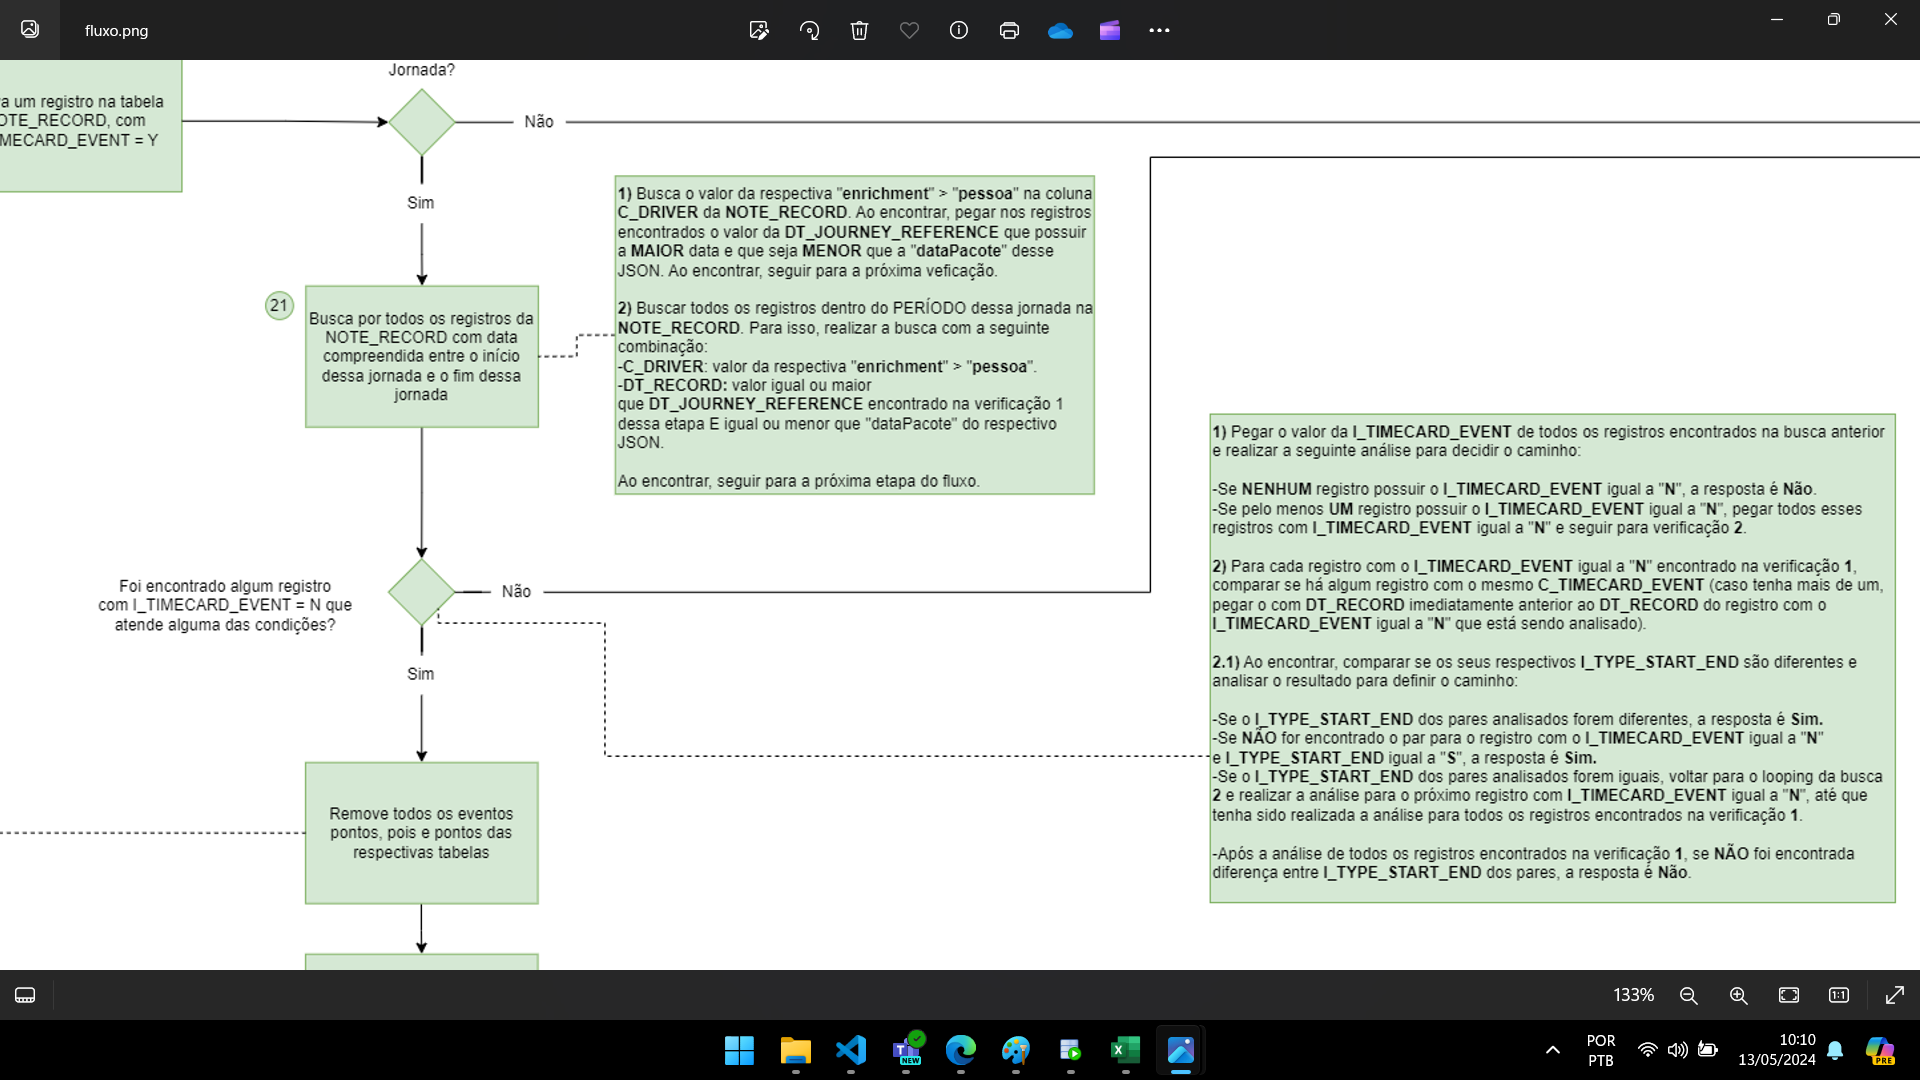 fluxo.png
Jornada?
a um registro na tabela
OTE_RECORD, com
MECARD_EVENT = Y
Não
Sim
1) Busca o valor da respectiva "enrichment" > "pessoa" na coluna
C_DRIVER da NOTE_RECORD. Ao encontrar, pegar nos registros
encontrados o valor da DT_JOURNEY_REFERENCE que possuir
a MAIOR data e que seja MENOR que a "dataPacote" desse
JSON. Ao encontrar, seguir para a próxima veficação.
2) Buscar todos os registros dentro do PERÍODO dessa jornada na
NOTE_RECORD. Para isso, realizar a busca com a seguinte
combinação:
-C_DRIVER: valor da respectiva "enrichment" > "pessoa".
-DT_RECORD: valor igual ou maior
que DT_JOURNEY_REFERENCE encontrado na verificação 1
dessa etapa E igual ou menor que "dataPacote" do respectivo
JSON.
Ao encontrar, seguir para a próxima etapa do fluxo.
21
Busca por todos os registros da
NOTE_RECORD com data
compreendida entre o início
dessa jornada e o fim dessa
jornada
1) Pegar o valor da I_TIMECARD_EVENT de todos os registros encontrados na busca anterior
e realizar a seguinte análise para decidir o caminho:
-Se NENHUM registro possuir o I_TIMECARD_EVENT igual a "N", a resposta é Não.
-Se pelo menos UM registro possuir o I_TIMECARD_EVENT igual a "N", pegar todos esses
registros com I_TIMECARD_EVENT igual a "N" e seguir para verificação 2.
2) Para cada registro com o I_TIMECARD_EVENT igual a "N" encontrado na verificação 1,
comparar se há algum registro com o mesmo C_TIMECARD_EVENT (caso tenha mais de um,
pegar o com DT_RECORD imediatamente anterior ao DT_RECORD do registro com o
I_TIMECARD_EVENT igual a "N" que está sendo analisado).
2.1) Ao encontrar, comparar se os seus respectivos I_TYPE_START_END são diferentes e
analisar o resultado para definir o caminho:
-Se o I_TYPE_START_END dos pares analisados forem diferentes, a resposta é Sim.
-Se NÃO for encontrado o par para o registro com o I_TIMECARD_EVENT igual a "N"
e I_TYPE_START_END igual a "S", a resposta é Sim.
-Se o I_TYPE_START_END dos pares analisados forem iguais, voltar para o looping da busca
2 e realizar a análise para o próximo registro com I_TIMECARD_EVENT igual a "N", até que
tenha sido realizada a análise para todos os registros encontrados na verificação 1.
-Após a análise de todos os registros encontrados na verificação 1, se NÃO foi encontrada
diferença entre I_TYPE_START_END dos pares, a resposta é Não.
Foi encontrado algum registro
com I_TIMECARD_EVENT = N que
atende alguma das condições?
Não
Sim
Remove todos os eventos
pontos, pois e pontos das
respectivas tabelas
133%
1:1
NEW
POR
PTB
10:10
13/05/2024
PRE